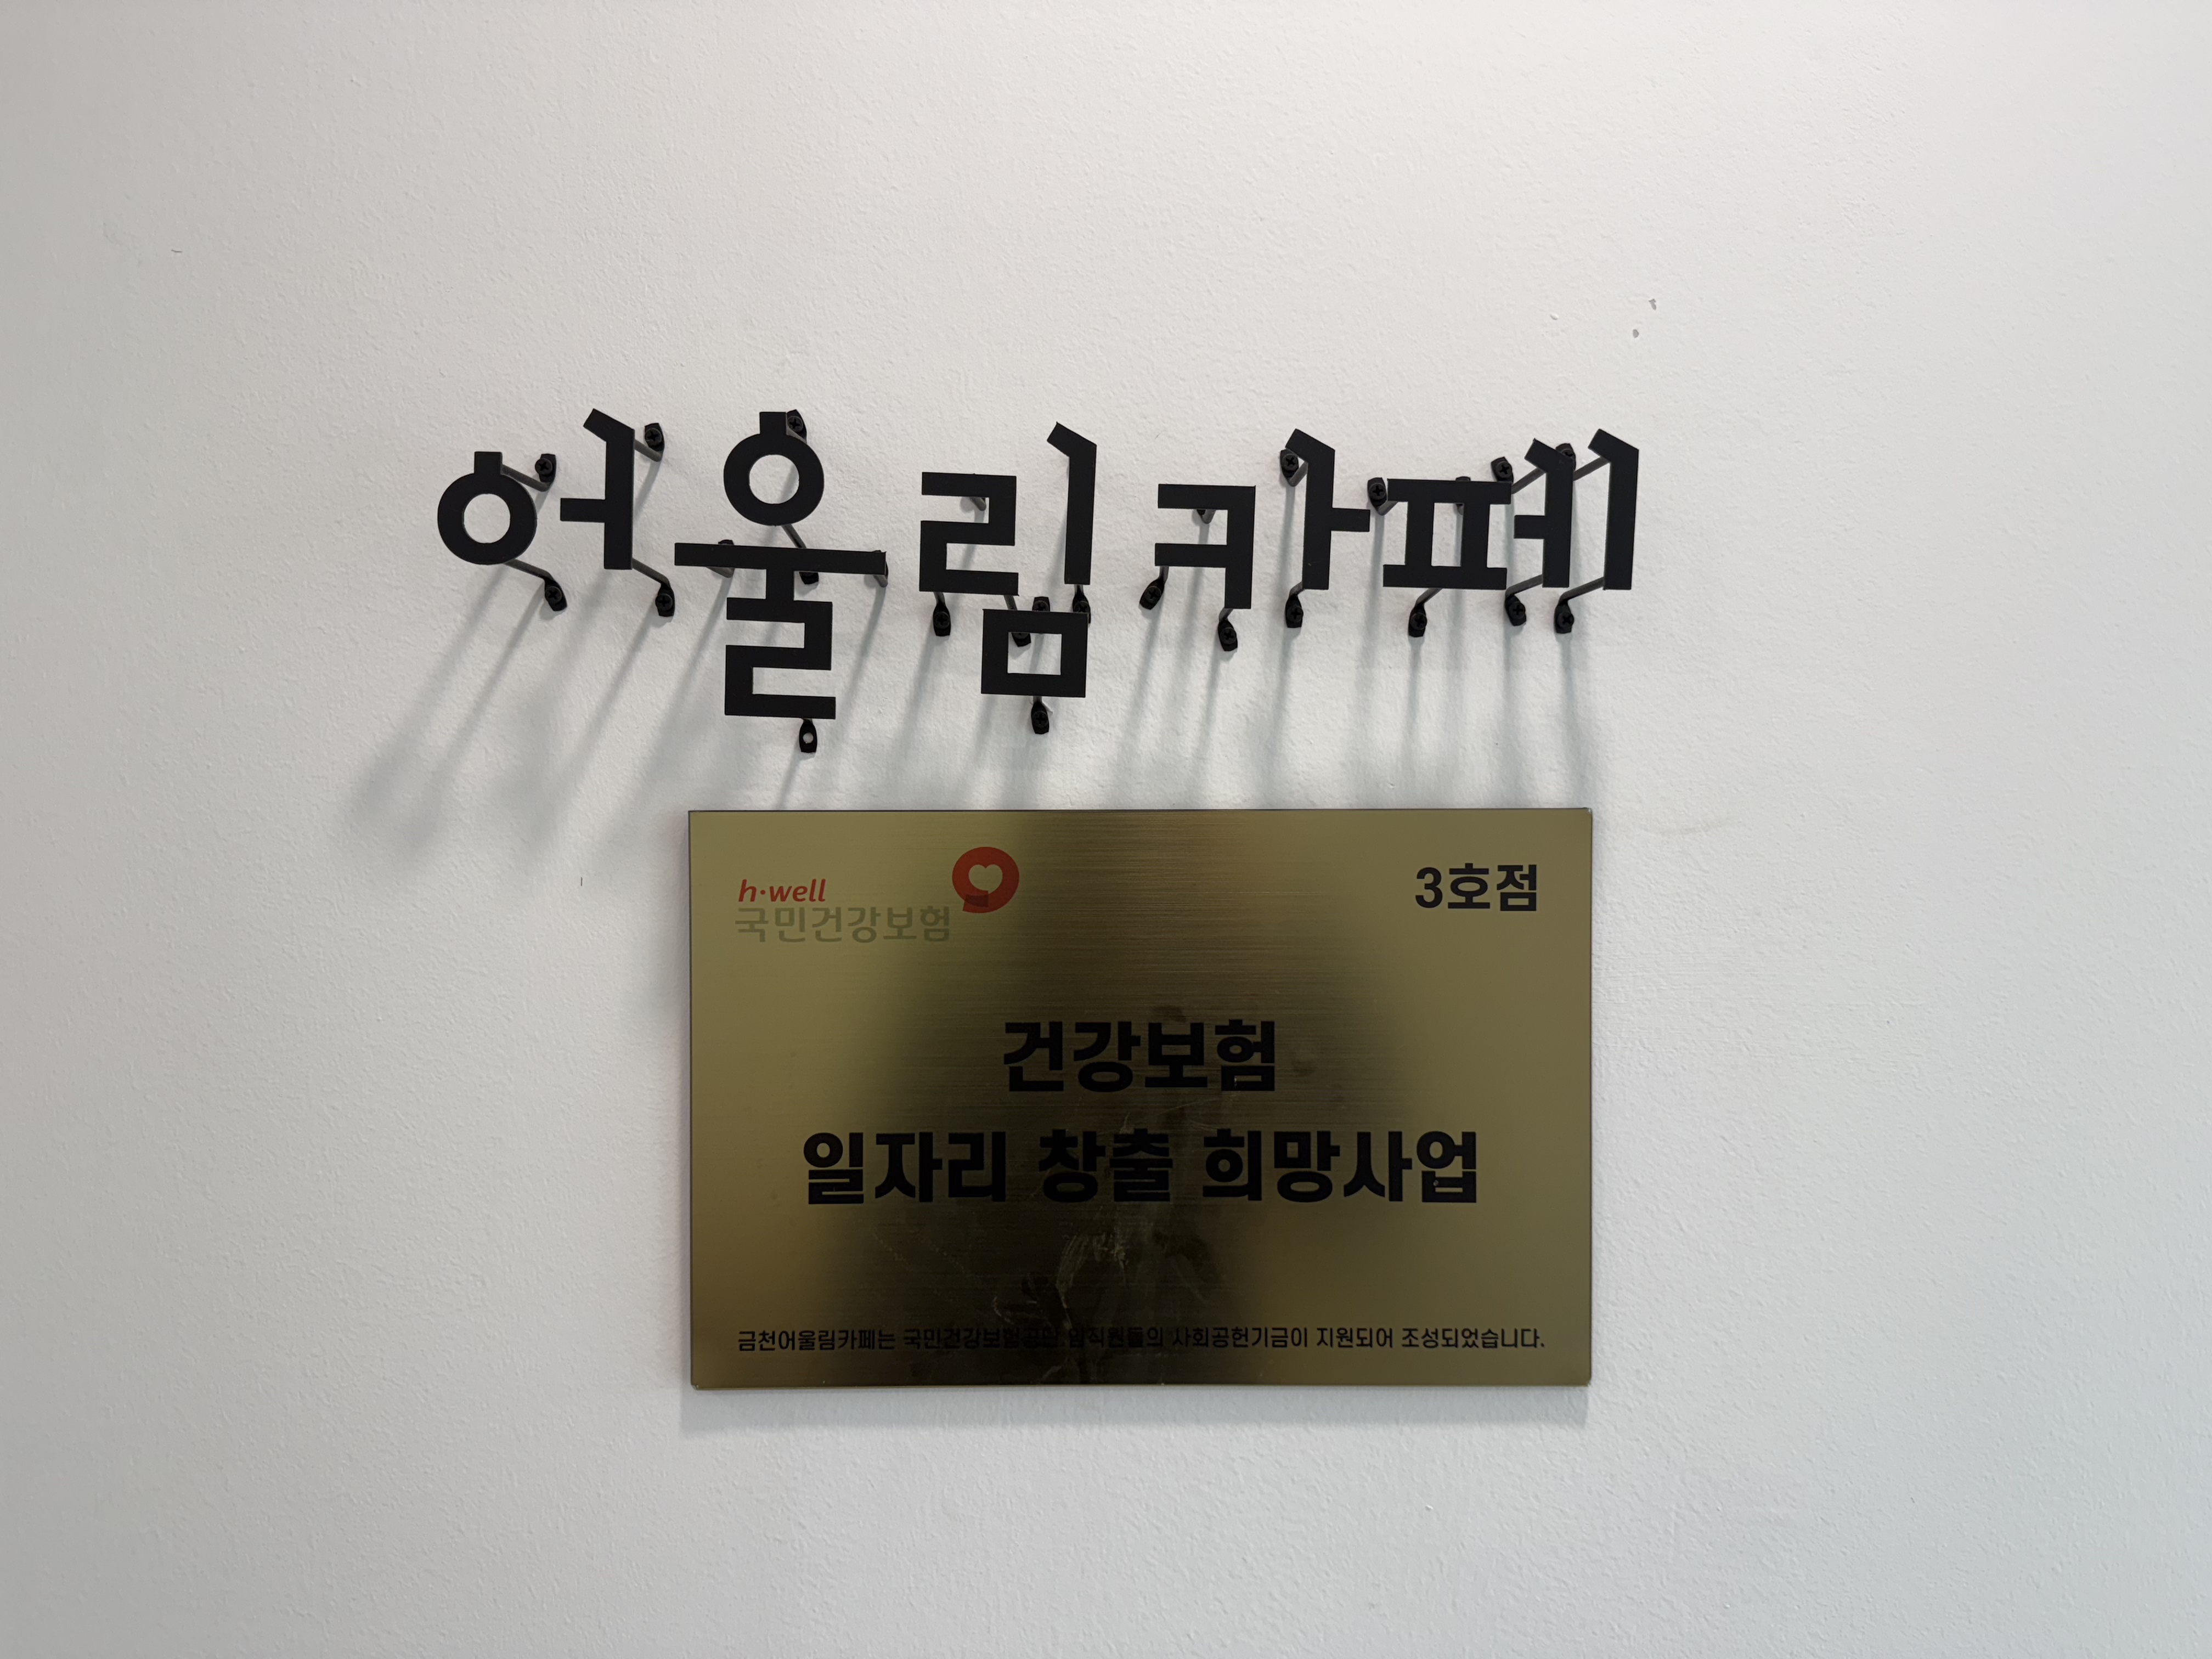 어울림카페
h·well
국민건강보험
3호점
건강보험
일자리 창출 희망사업
금천어울림카페는 국민건강보험공단 임직원들의 사회공헌기금이 지원되어 조성되었습니다.